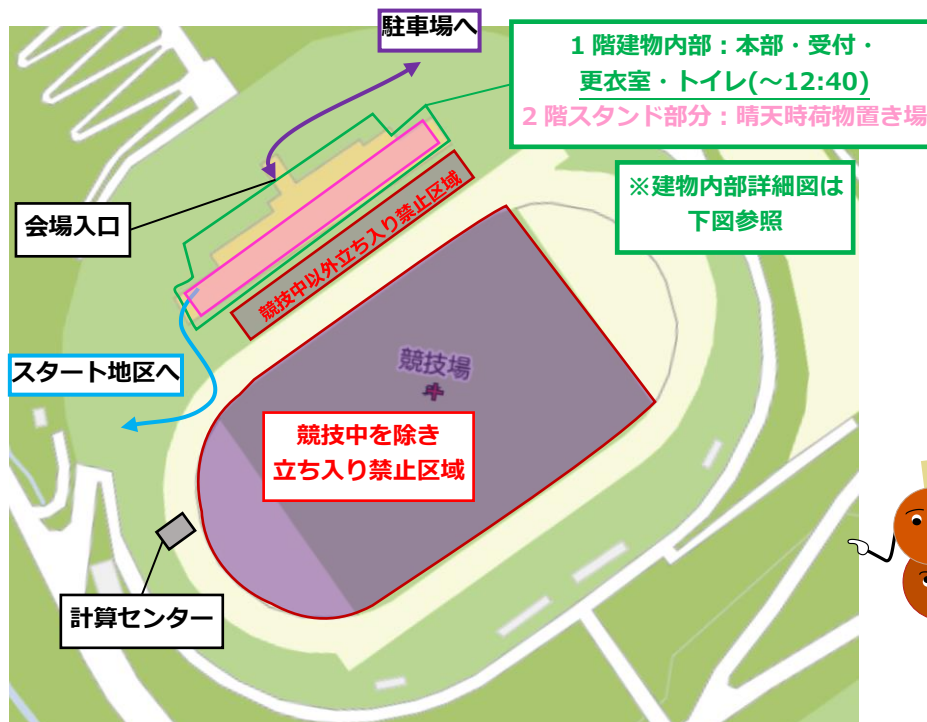 駐車場へ
1 階建物内部：本部・受付・
更衣室・トイレ(～12:40)
2 階スタンド部分：晴天時荷物置き場
※建物内部詳細図は
下図参照
会場入口
競技中以外立ち入り禁止区域
スタート地区へ
競技場
競技中を除き
立ち入り禁止区域
計算センター